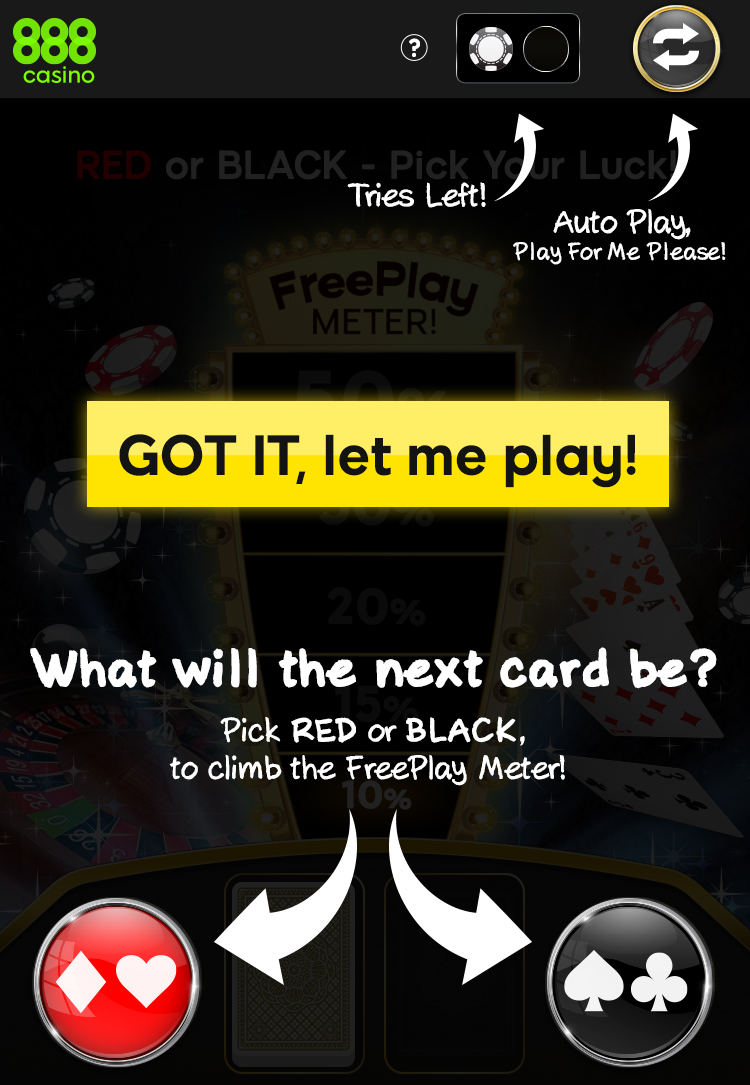 888
casino
?
RED or BLACK - Pick Your Luck!
Tries Left!
Auto Play,
Play For Me Please!
FreePlay
METER!
50%
GOT IT, let me play!
30%
20%
What will the next card be?
15%
Pick RED or BLACK,
to climb the FreePlay Meter!
10%